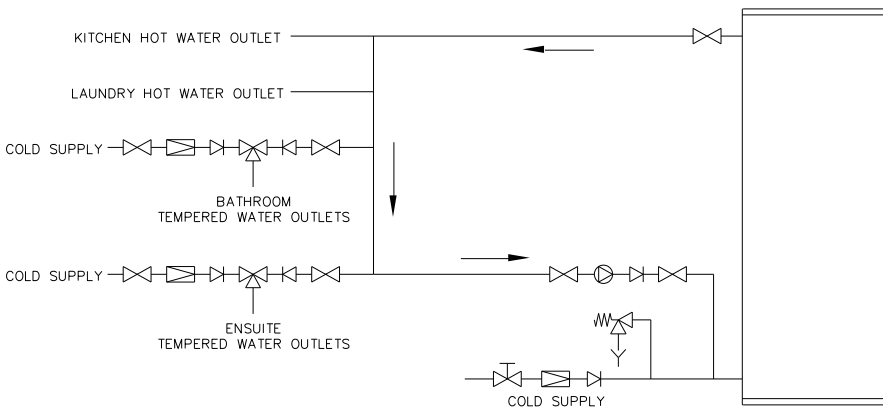 KITCHEN HOT WATER OUTLET
LAUNDRY HOT WATER OUTLET
COLD SUPPLY
BATHROOM
TEMPERED WATER OUTLETS
COLD SUPPLY
ENSUITE
TEMPERED WATER OUTLETS
COLD SUPPLY